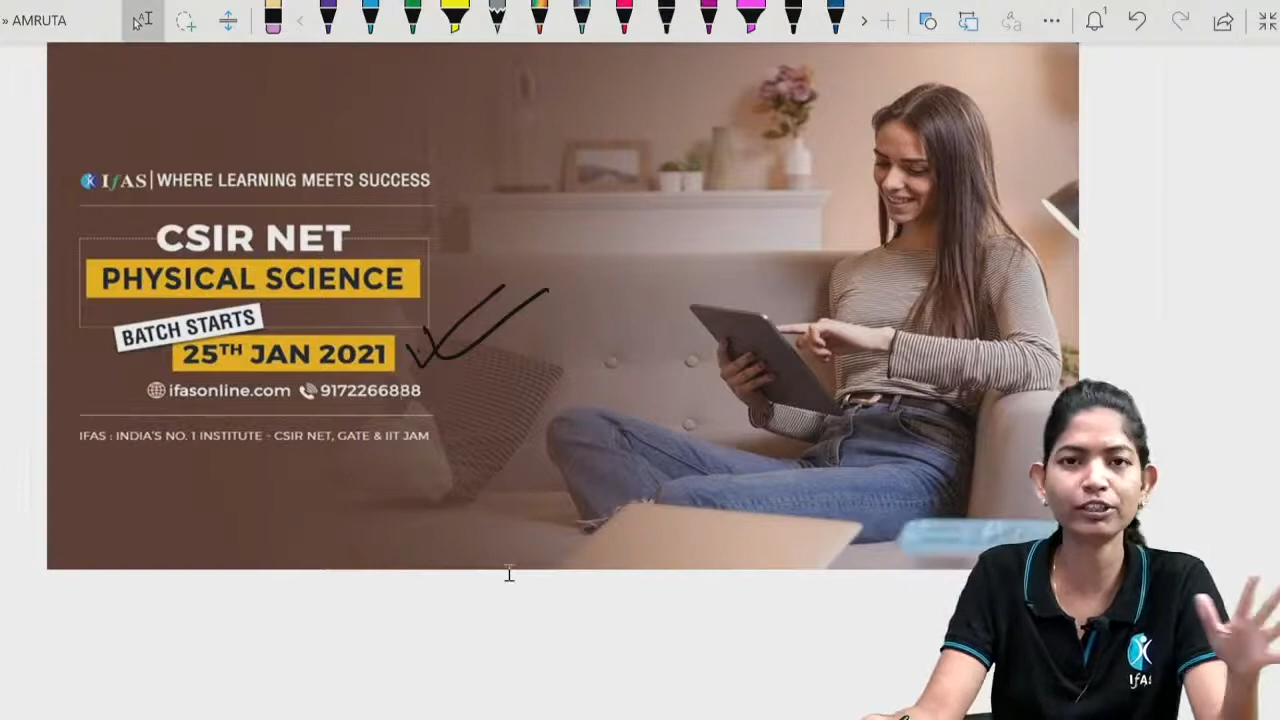 » AMRUTA
IfAS | WHERE LEARNING MEETS SUCCESS
CSIR NET
PHYSICAL SCIENCE
BATCH STARTS
25TH JAN 2021
ifasonline.com 9172266888
IFAS : INDIA'S NO. 1 INSTITUTE - CSIR NET, GATE & IIT JAM
IfAS